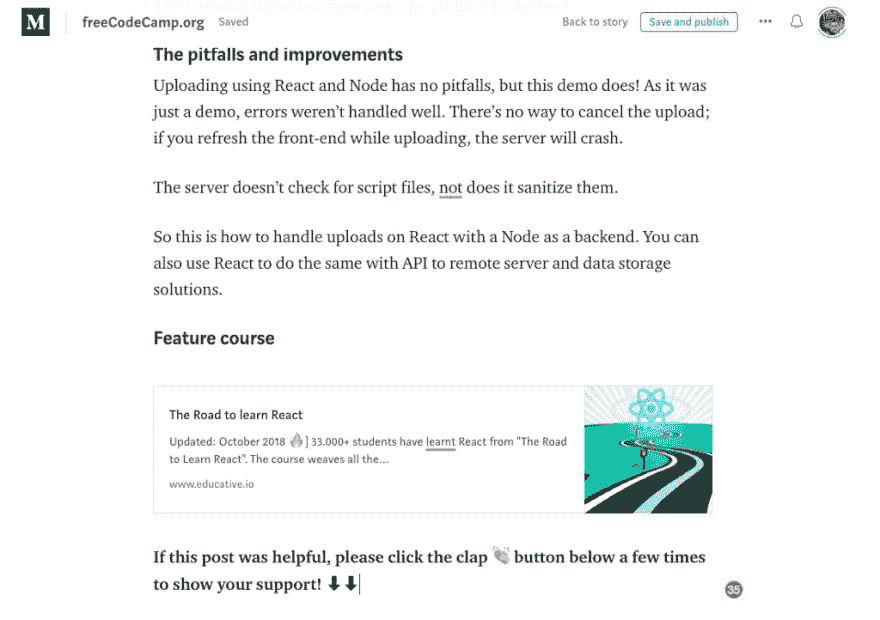 The response status is logged after the promise is resolved.
M freeCodeCamp.org Saved Back to story Save and publish ...
The pitfalls and improvements
Uploading using React and Node has no pitfalls, but this demo does! As it was
just a demo, errors weren’t handled well. There’s no way to cancel the upload;
if you refresh the front-end while uploading, the server will crash.
The server doesn’t check for script files, not does it sanitize them.
So this is how to handle uploads on React with a Node as a backend. You can
also use React to do the same with API to remote server and data storage
solutions.
Feature course
The Road to learn React
Updated: October 2018 🔥] 33.000+ students have learnt React from "The Road
to Learn React". The course weaves all the...
www.educative.io
If this post was helpful, please click the clap 👏 button below a few times
to show your support! ⬇⬇
35